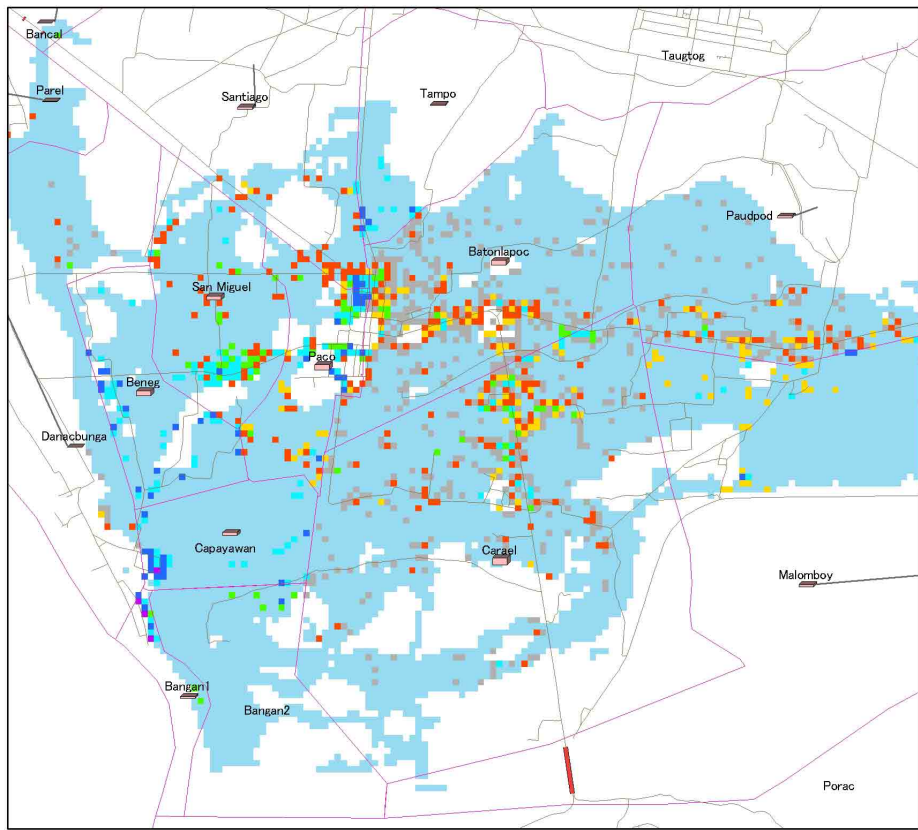 Bancal
Taugtog
Parel
Santiago
Tampo
Paudpod
Batonlapoc
San Miguel
Paco
Beneg
Danacbunga
Capayawan
Carael
Malomboy
Bangan1
Bangan2
Porac